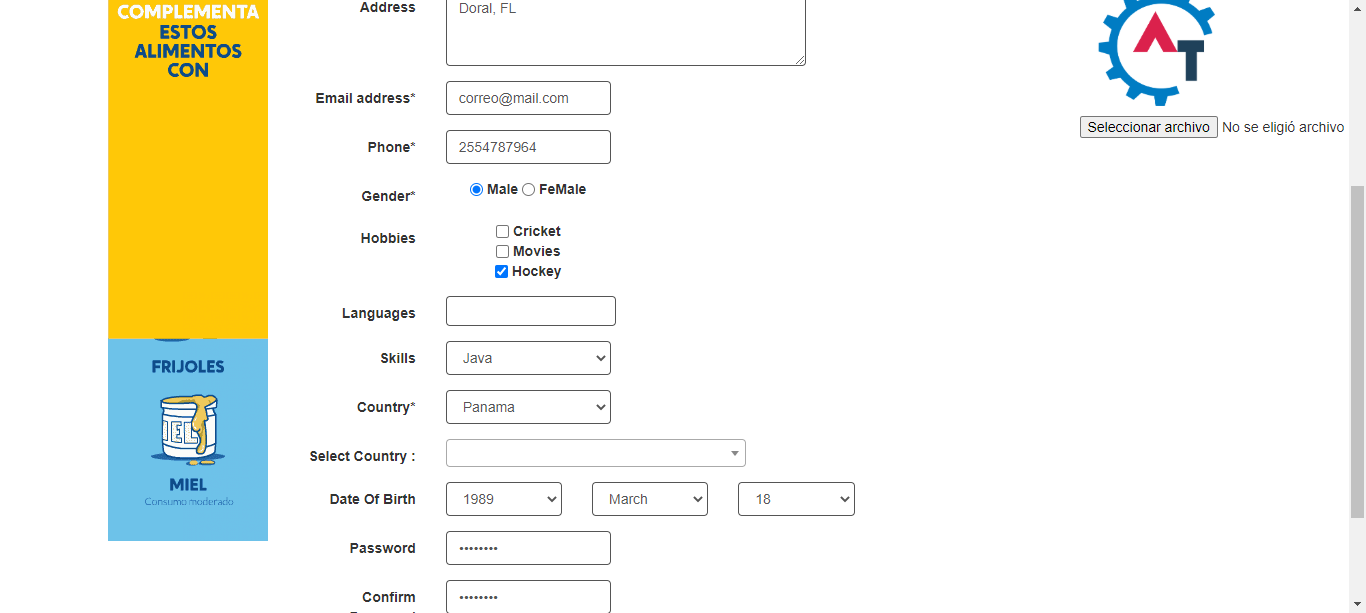 COMPLEMENTA
ESTOS
ALIMENTOS
CON
FRIJOLES
IEL
MIEL
Consumo moderado
Address
Doral, FL
Email address*
correo@mail.com
Phone*
2554787964
Gender*
Male FeMale
Hobbies
Cricket
Movies
Hockey
Languages
Skills
Java
Country*
Panama
Select Country :
Date Of Birth
1989 March 18
Password
••••••••
Confirm
••••••••
AT
Seleccionar archivo No se eligió archivo